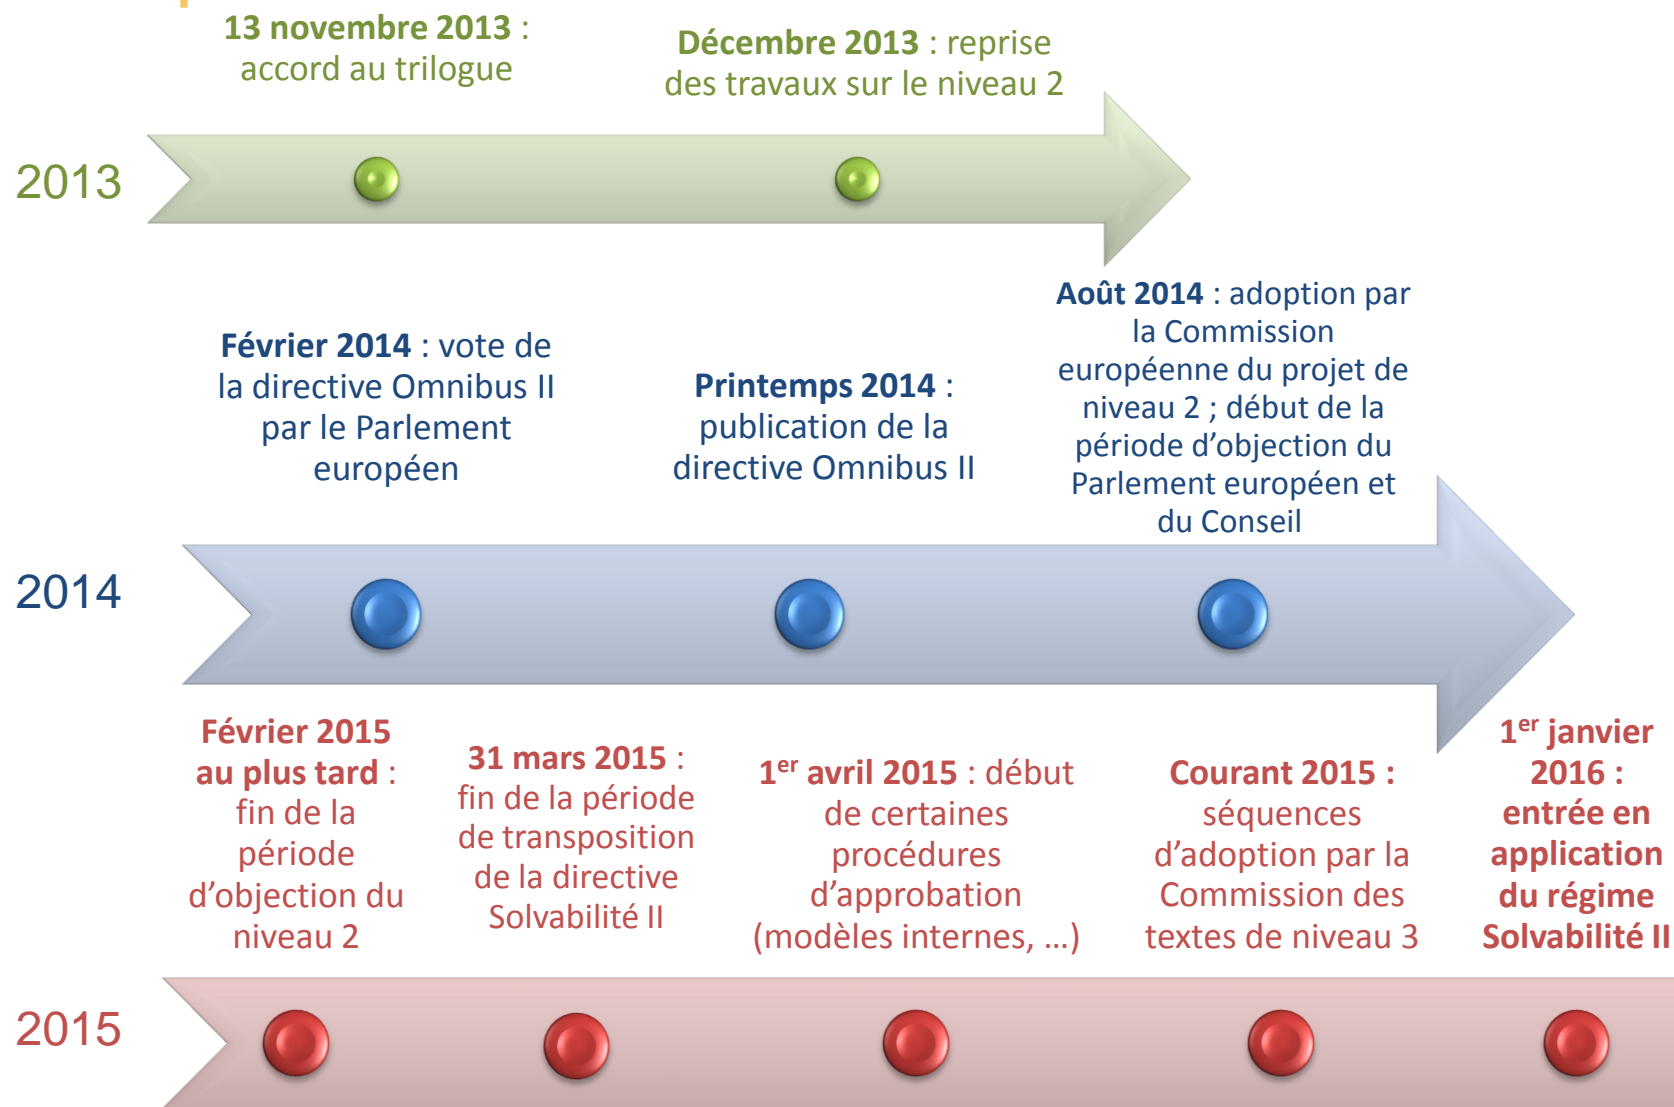 13 novembre 2013 :
accord au trilogue
Décembre 2013 : reprise
des travaux sur le niveau 2
2013
Février 2014 : vote de
la directive Omnibus II
par le Parlement
européen
Printemps 2014 :
publication de la
directive Omnibus II
Août 2014 : adoption par
la Commission
européenne du projet de
niveau 2 ; début de la
période d’objection du
Parlement européen et
du Conseil
2014
Février 2015
au plus tard :
fin de la
période
d’objection du
niveau 2
31 mars 2015 :
fin de la période
de transposition
de la directive
Solvabilité II
1er avril 2015 : début
de certaines
procédures
d’approbation
(modèles internes, …)
Courant 2015 :
séquences
d’adoption par la
Commission des
textes de niveau 3
1er janvier
2016 :
entrée en
application
du régime
Solvabilité II
2015